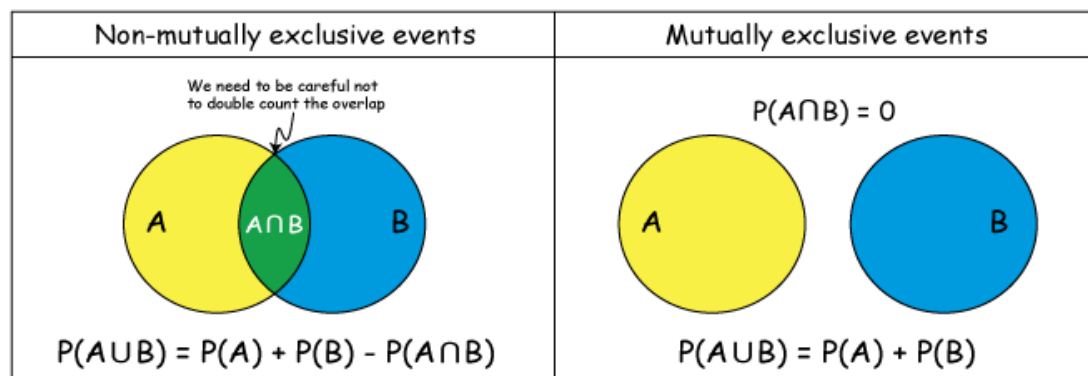 Non-mutually exclusive events
We need to be careful not
to double count the overlap
A
A∩B
B
P(A∪B) = P(A) + P(B) - P(A∩B)
Mutually exclusive events
P(A∩B) = 0
A
B
P(A∪B) = P(A) + P(B)